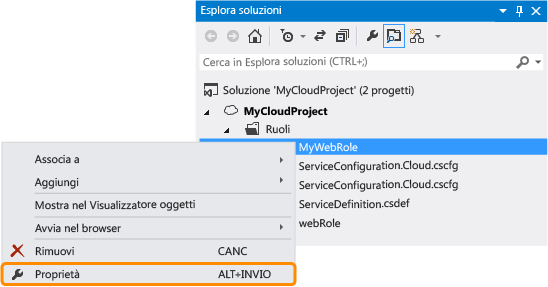 Esplora soluzioni
Cerca in Esplora soluzioni (CTRL+;)
Soluzione 'MyCloudProject' (2 progetti)
MyCloudProject
Ruoli
MyWebRole
ServiceConfiguration.Cloud.cscfg
ServiceConfiguration.Cloud.cscfg
ServiceDefinition.csdef
webRole
Associa a
Aggiungi
Mostra nel Visualizzatore oggetti
Avvia nel browser
Rimuovi CANC
Proprietà ALT+INVIO